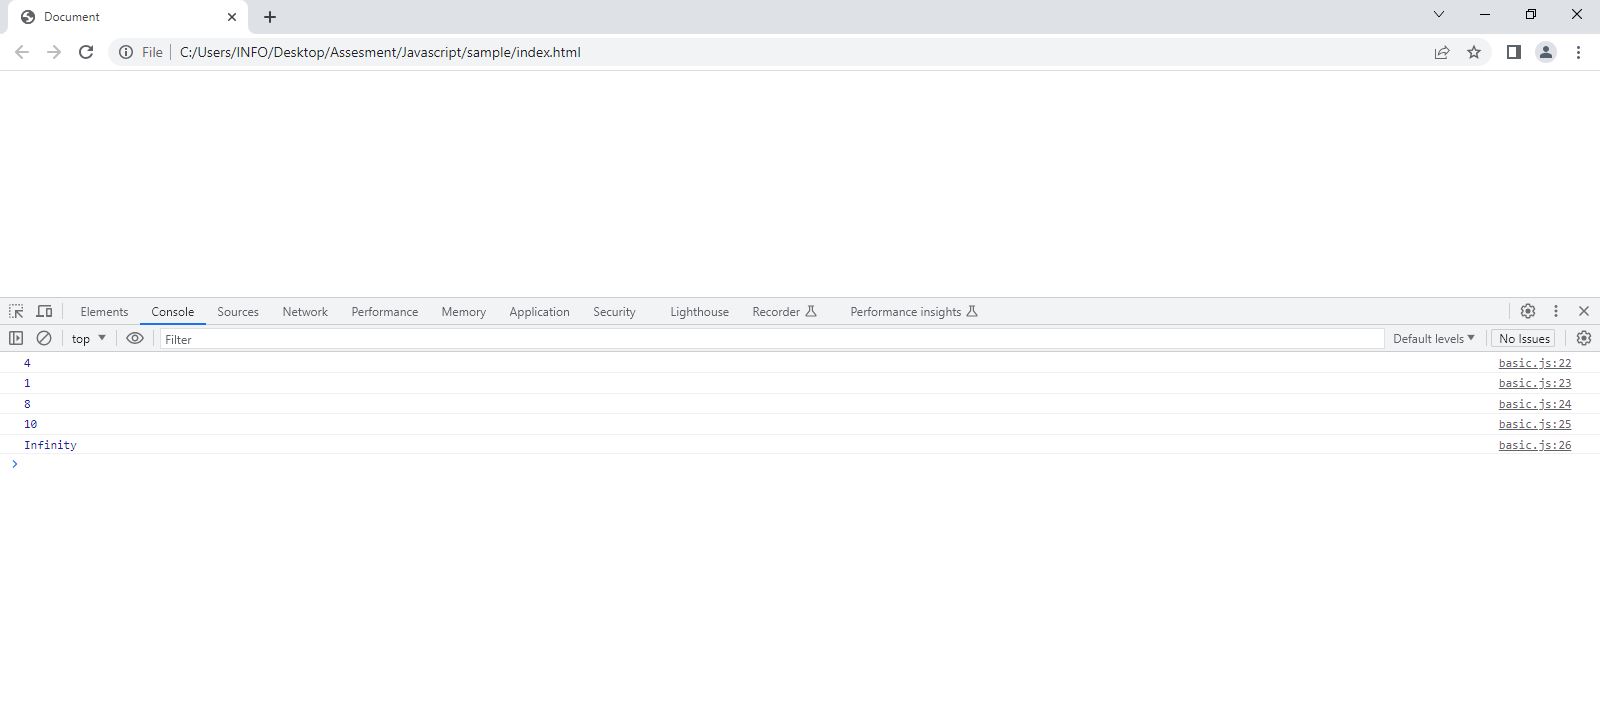 Document
File C:/Users/INFO/Desktop/Assesment/Javascript/sample/index.html
Elements Console Sources Network Performance Memory Application Security Lighthouse Recorder Performance insights
top Filter Default levels No Issues
4 basic.js:22
1 basic.js:23
8 basic.js:24
10 basic.js:25
Infinity basic.js:26